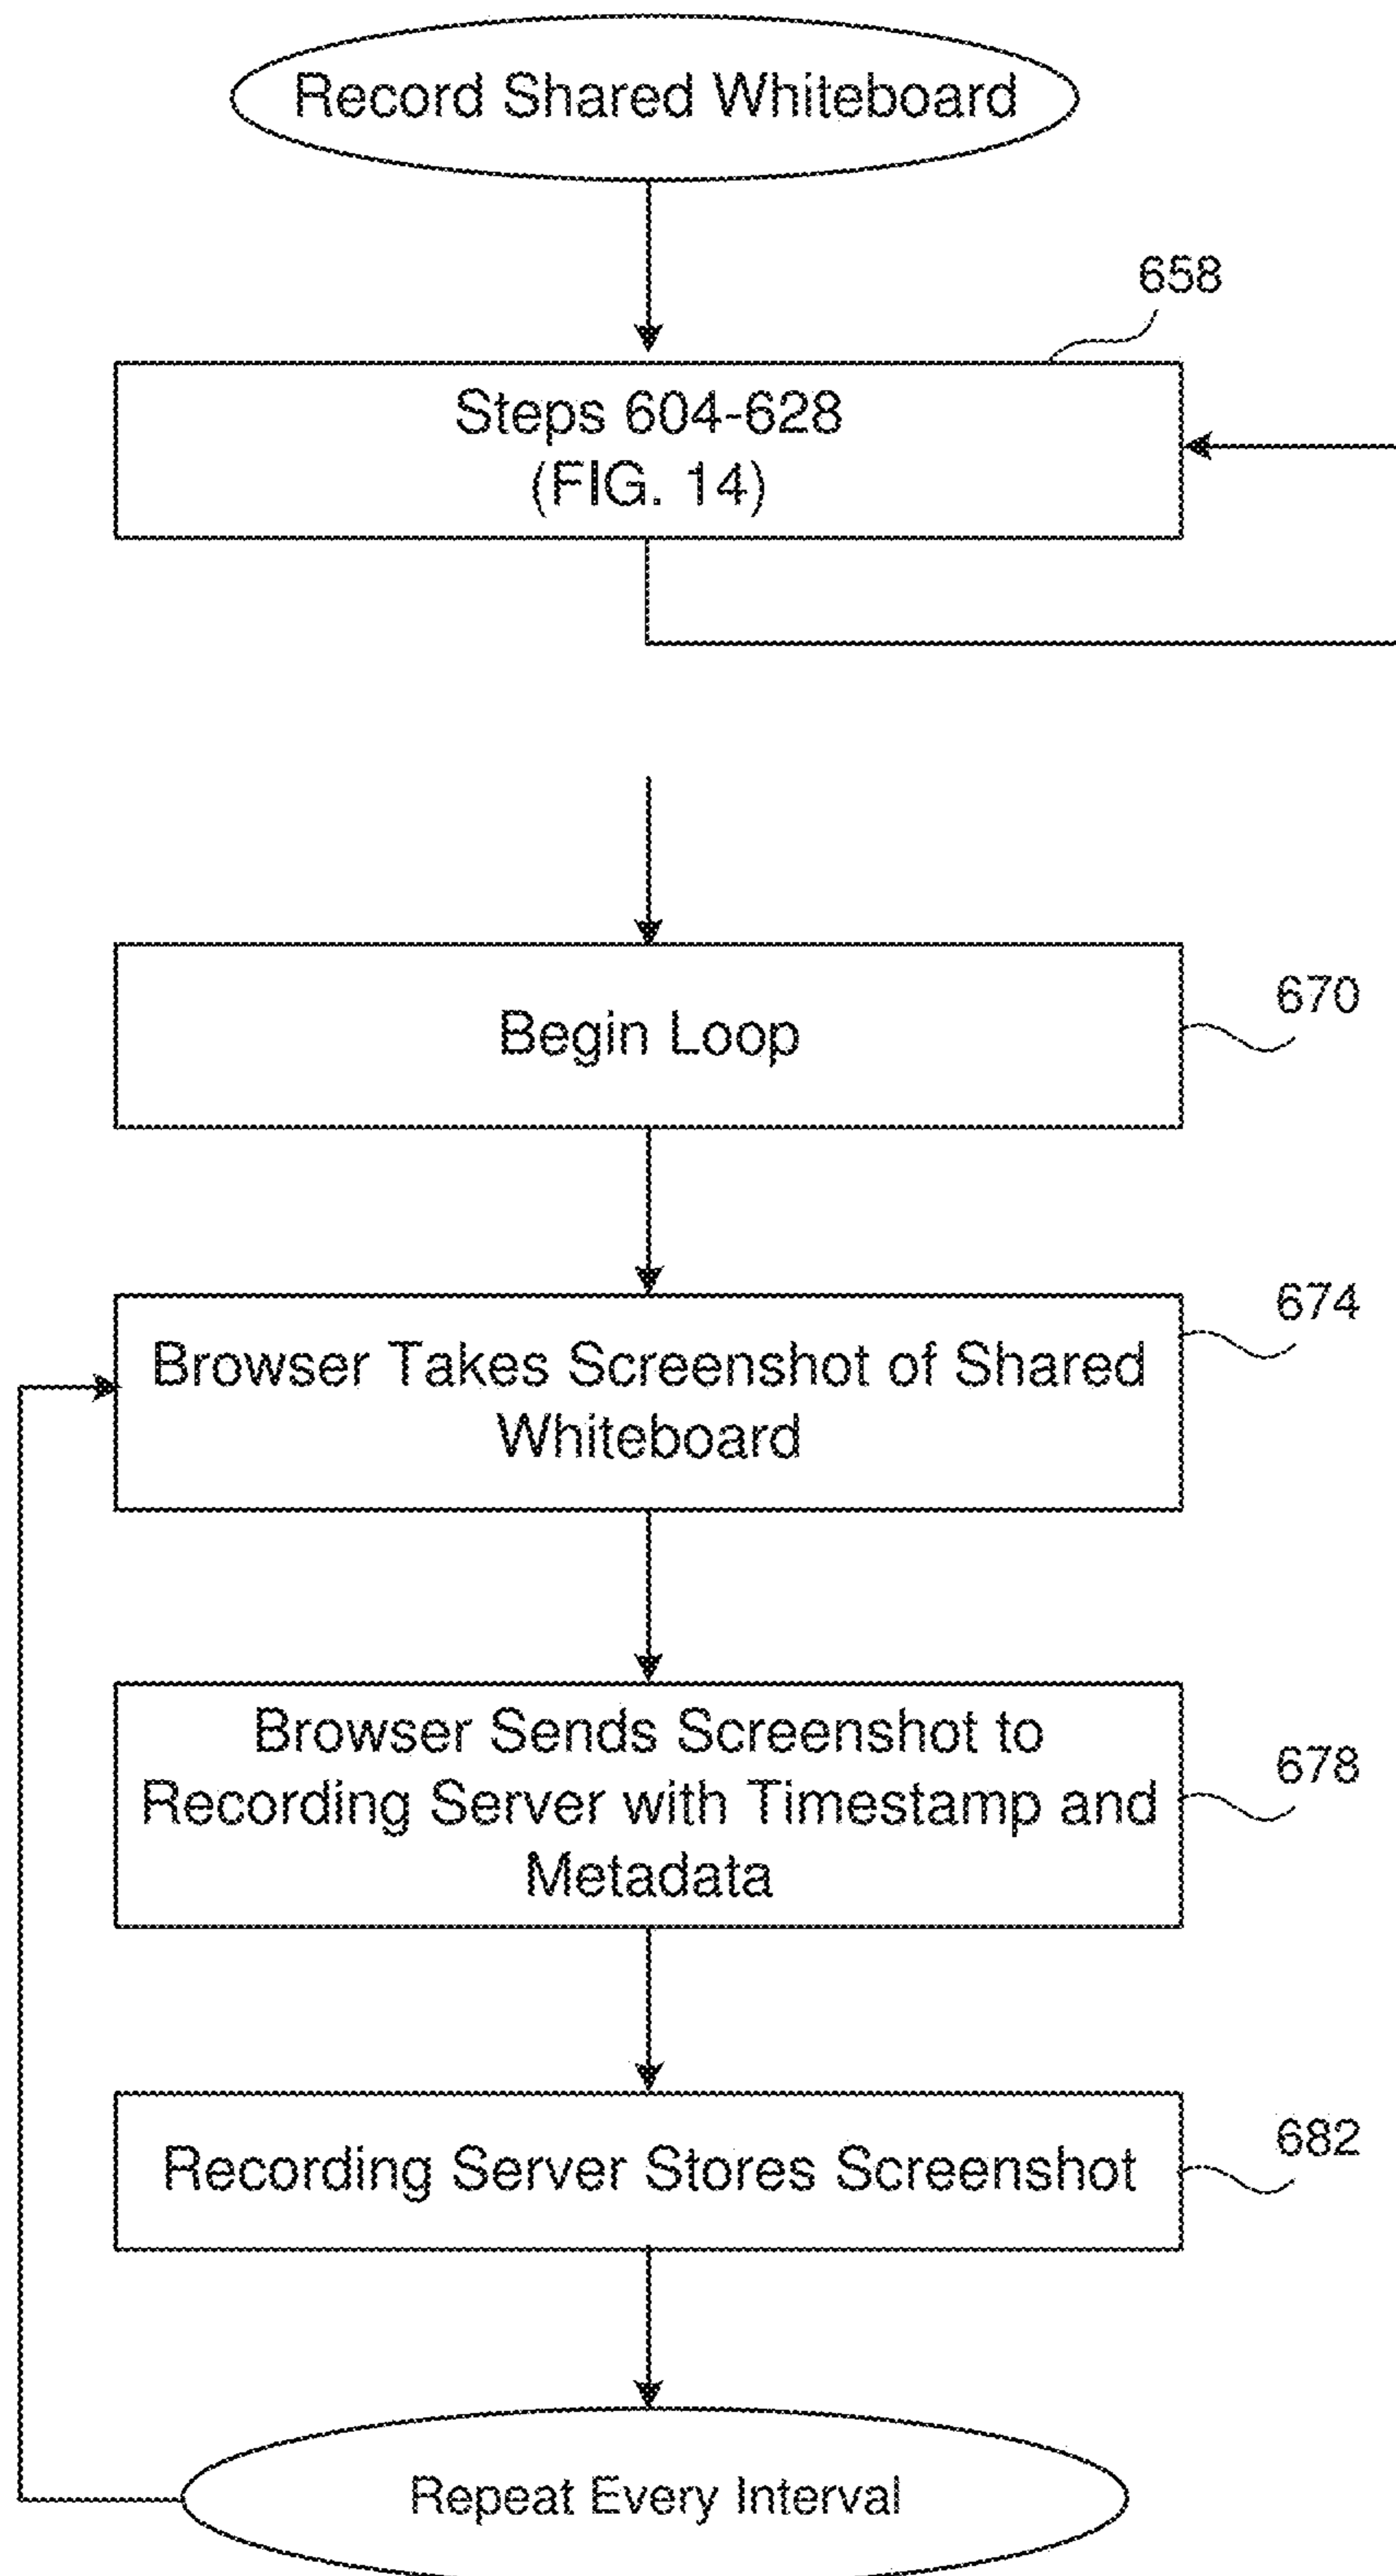 Record Shared Whiteboard
658
Steps 604-628
(FIG. 14)
Begin Loop
670
674
Browser Takes Screenshot of Shared
Whiteboard
Browser Sends Screenshot to
Recording Server with Timestamp and
Metadata
678
Recording Server Stores Screenshot
682
Repeat Every Interval